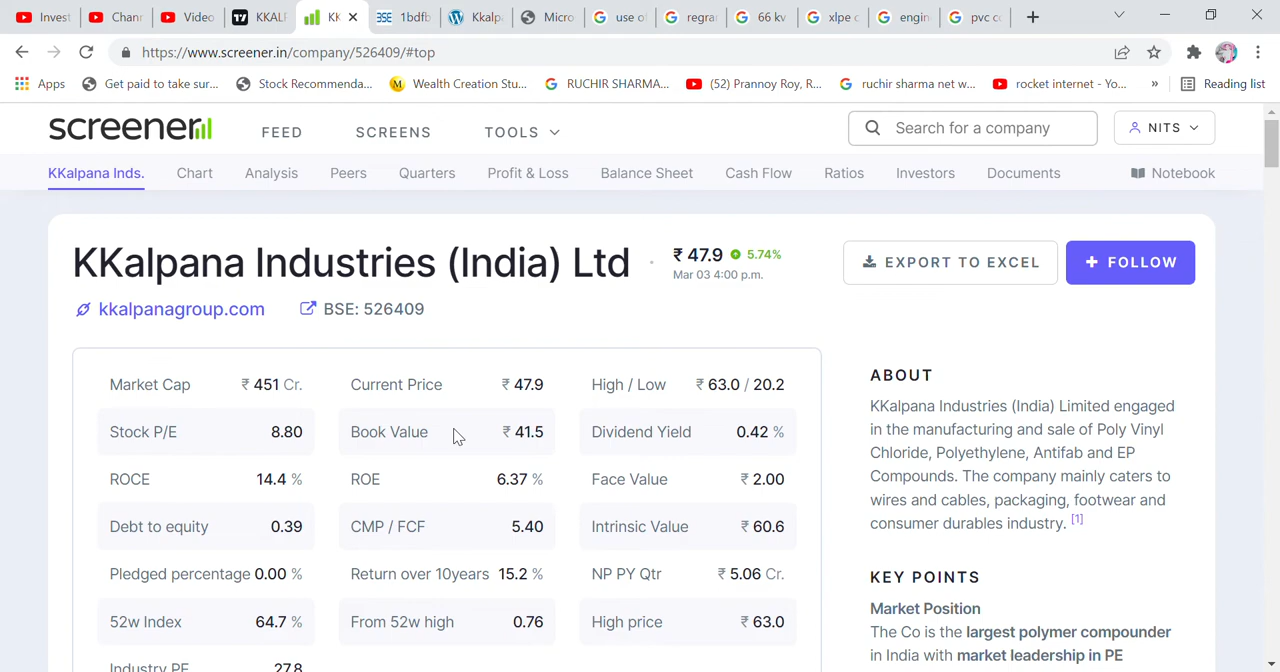 Invest
Chann
Video
KKALP
KK
1bdfb
Kkalp
Micro
use o
regran
66 kv
xlpe c
engin
pvc co
https://www.screener.in/company/526409/#top
Apps
Get paid to take sur...
Stock Recommenda...
Wealth Creation Stu...
RUCHIR SHARMA...
(52) Prannoy Roy, R...
ruchir sharma net w...
rocket internet - Yo...
»
Reading list
screener
FEED
SCREENS
TOOLS
Search for a company
NITS
KKalpana Inds.
Chart
Analysis
Peers
Quarters
Profit & Loss
Balance Sheet
Cash Flow
Ratios
Investors
Documents
Notebook
KKalpana Industries (India) Ltd
₹ 47.9 5.74%
Mar 03 4:00 p.m.
EXPORT TO EXCEL
+ FOLLOW
kkalpanagroup.com
BSE: 526409
Market Cap ₹ 451 Cr.
Current Price ₹ 47.9
High / Low ₹ 63.0 / 20.2
Stock P/E 8.80
Book Value ₹ 41.5
Dividend Yield 0.42 %
ROCE 14.4 %
ROE 6.37 %
Face Value ₹ 2.00
Debt to equity 0.39
CMP / FCF 5.40
Intrinsic Value ₹ 60.6
Pledged percentage 0.00 %
Return over 10years 15.2 %
NP PY Qtr ₹ 5.06 Cr.
52w Index 64.7 %
From 52w high 0.76
High price ₹ 63.0
Industry PE 27.8
ABOUT
KKalpana Industries (India) Limited engaged
in the manufacturing and sale of Poly Vinyl
Chloride, Polyethylene, Antifab and EP
Compounds. The company mainly caters to
wires and cables, packaging, footwear and
consumer durables industry. [1]
KEY POINTS
Market Position
The Co is the largest polymer compounder
in India with market leadership in PE